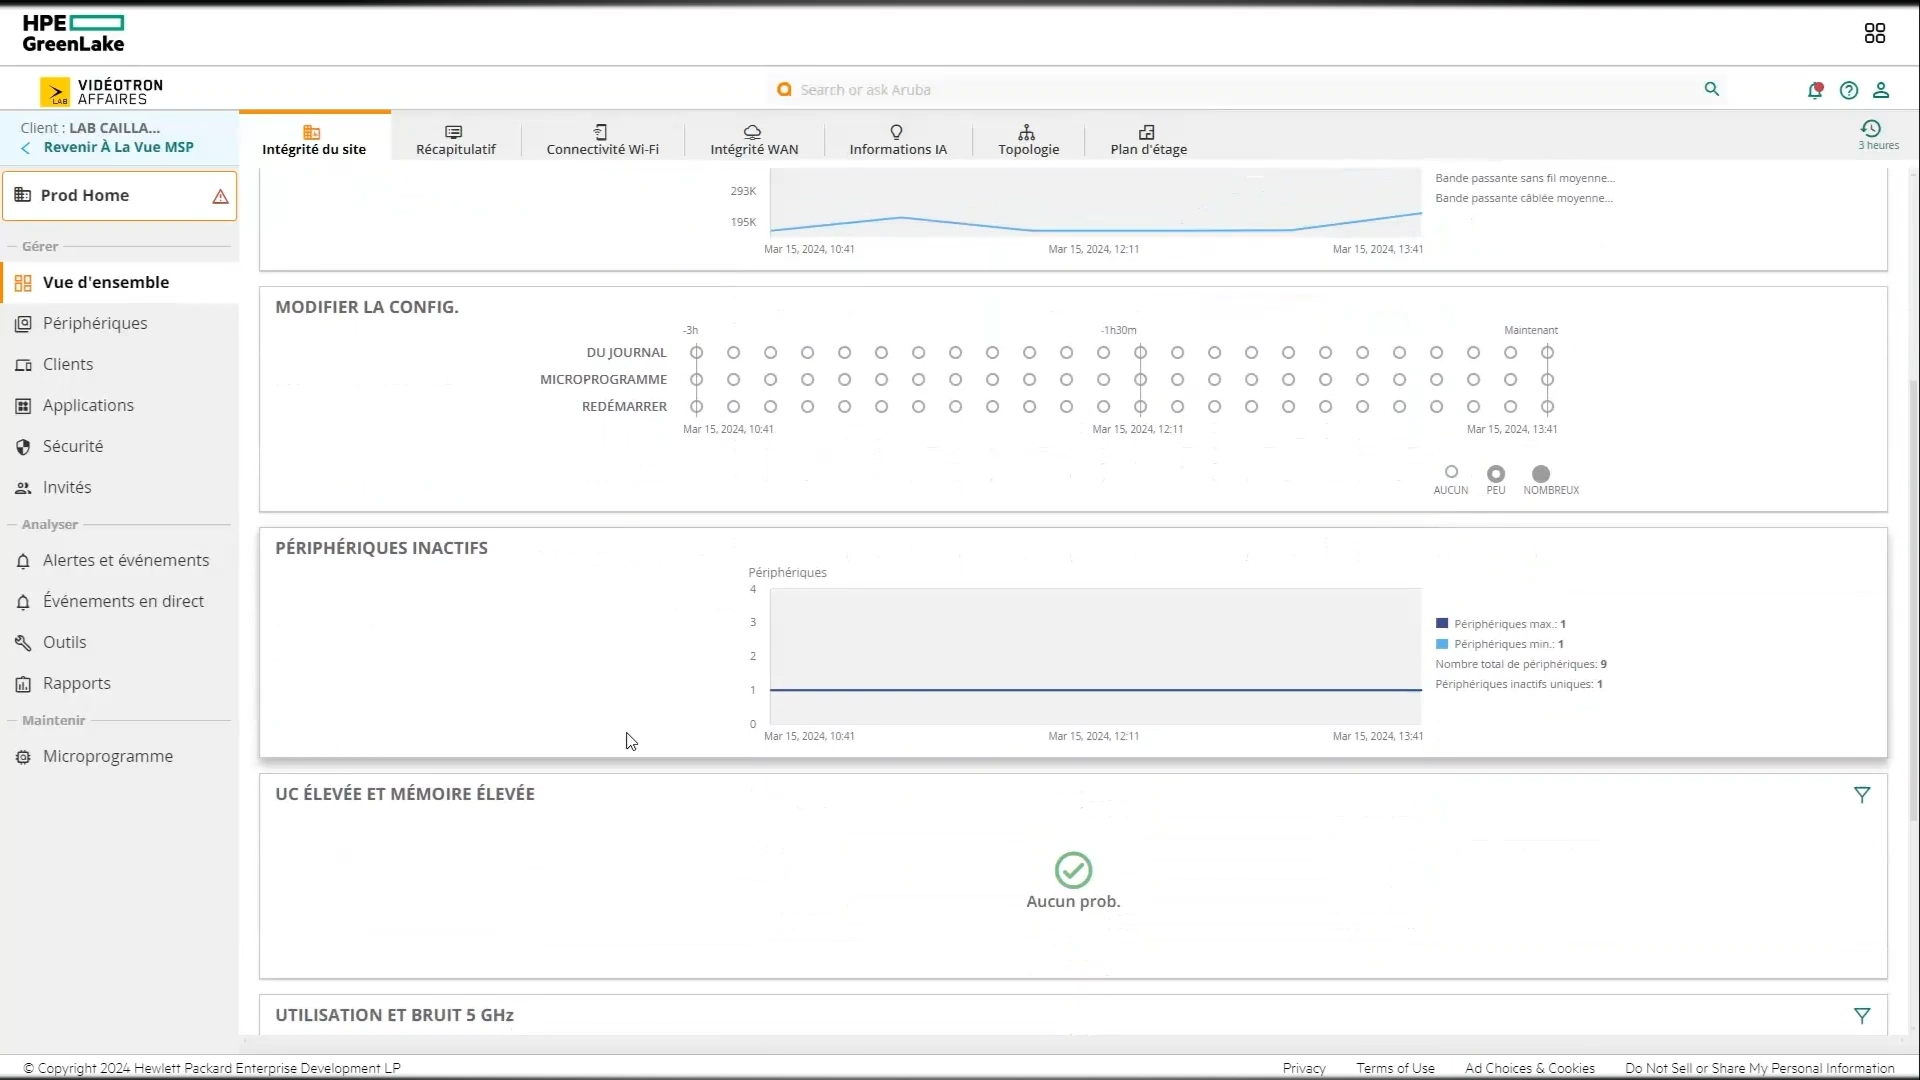 HPE
GreenLake
LAB
VIDÉOTRON
AFFAIRES
Search or ask Aruba
Client : LAB CAILLA...
Revenir À La Vue MSP
Intégrité du site
Récapitulatif
Connectivité Wi-Fi
Intégrité WAN
Informations IA
Topologie
Plan d'étage
3 heures
Prod Home
Gérer
Vue d'ensemble
Périphériques
Clients
Applications
Sécurité
Invités
Analyser
Alertes et événements
Événements en direct
Outils
Rapports
Maintenir
Microprogramme
293K
195K
Mar 15, 2024, 10:41
Mar 15, 2024, 12:11
Mar 15, 2024, 13:41
Bande passante sans fil moyenne...
Bande passante câblée moyenne...
MODIFIER LA CONFIG.
-3h
-1h30m
Maintenant
DU JOURNAL
MICROPROGRAMME
REDÉMARRER
Mar 15, 2024, 10:41
Mar 15, 2024, 12:11
Mar 15, 2024, 13:41
AUCUN
PEU
NOMBREUX
PÉRIPHÉRIQUES INACTIFS
Périphériques
4
3
2
1
0
Mar 15, 2024, 10:41
Mar 15, 2024, 12:11
Mar 15, 2024, 13:41
Périphériques max.: 1
Périphériques min.: 1
Nombre total de périphériques: 9
Périphériques inactifs uniques: 1
UC ÉLEVÉE ET MÉMOIRE ÉLEVÉE
Aucun prob.
UTILISATION ET BRUIT 5 GHz
© Copyright 2024 Hewlett Packard Enterprise Development LP
Privacy
Terms of Use
Ad Choices & Cookies
Do Not Sell or Share My Personal Information